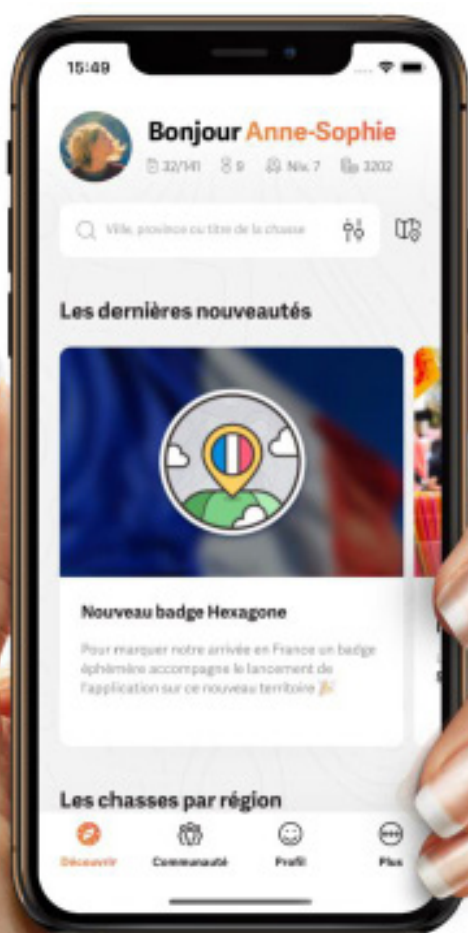 15:49
Bonjour Anne-Sophie
32/141 9 Niv. 7 3202
Ville, province ou titre de la chasse
Les dernières nouveautés
Nouveau badge Hexagone
Pour marquer notre arrivée en France un badge
éphémère accompagne le lancement de
l'application sur ce nouveau territoire 🎉
Les chasses par région
Découvrir Communauté Profil Plus